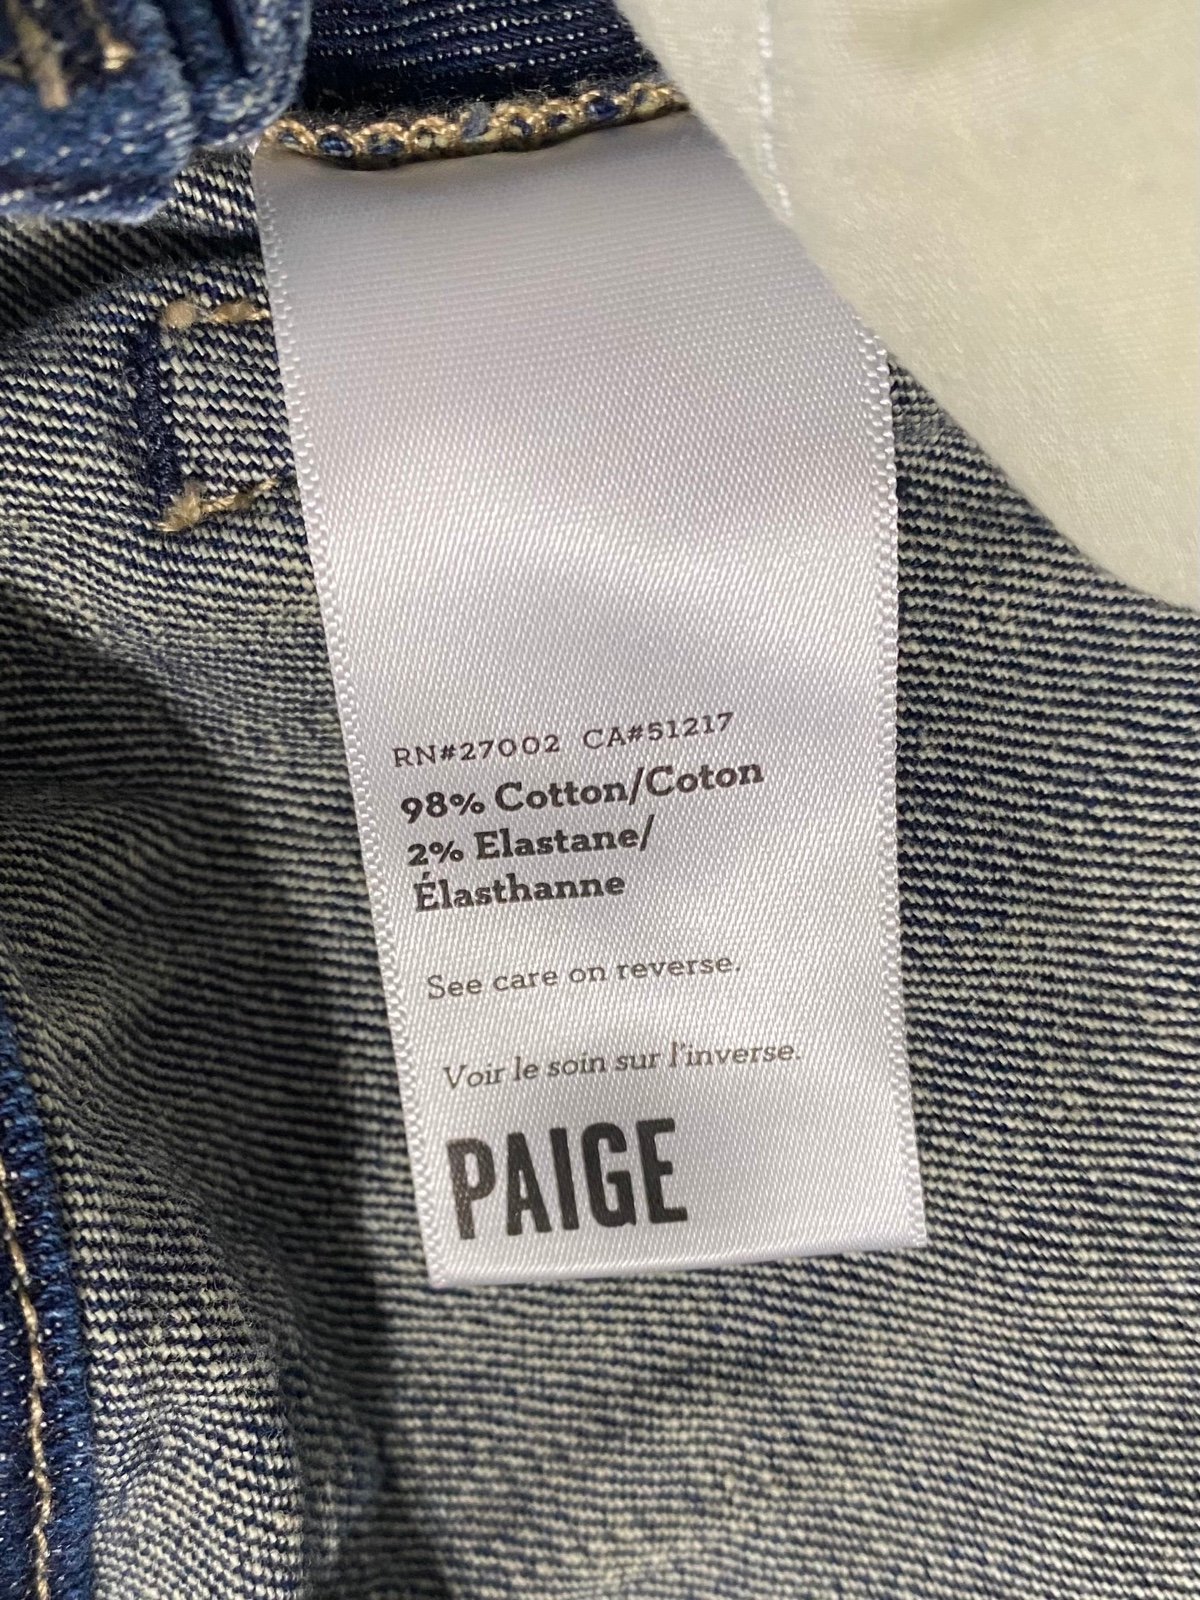 RN#27002 CA#51217
98% Cotton/Coton
2% Elastane/
Élasthanne
See care on reverse.
Voir le soin sur l'inverse.
PAIGE